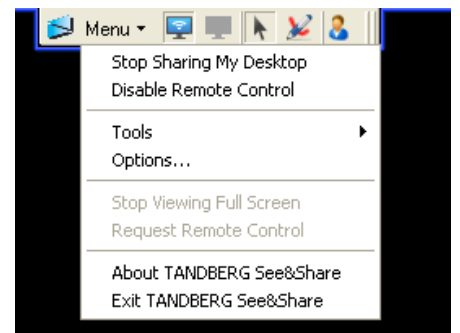 Menu
Stop Sharing My Desktop
Disable Remote Control
Tools
Options...
Stop Viewing Full Screen
Request Remote Control
About TANDBERG See&Share
Exit TANDBERG See&Share